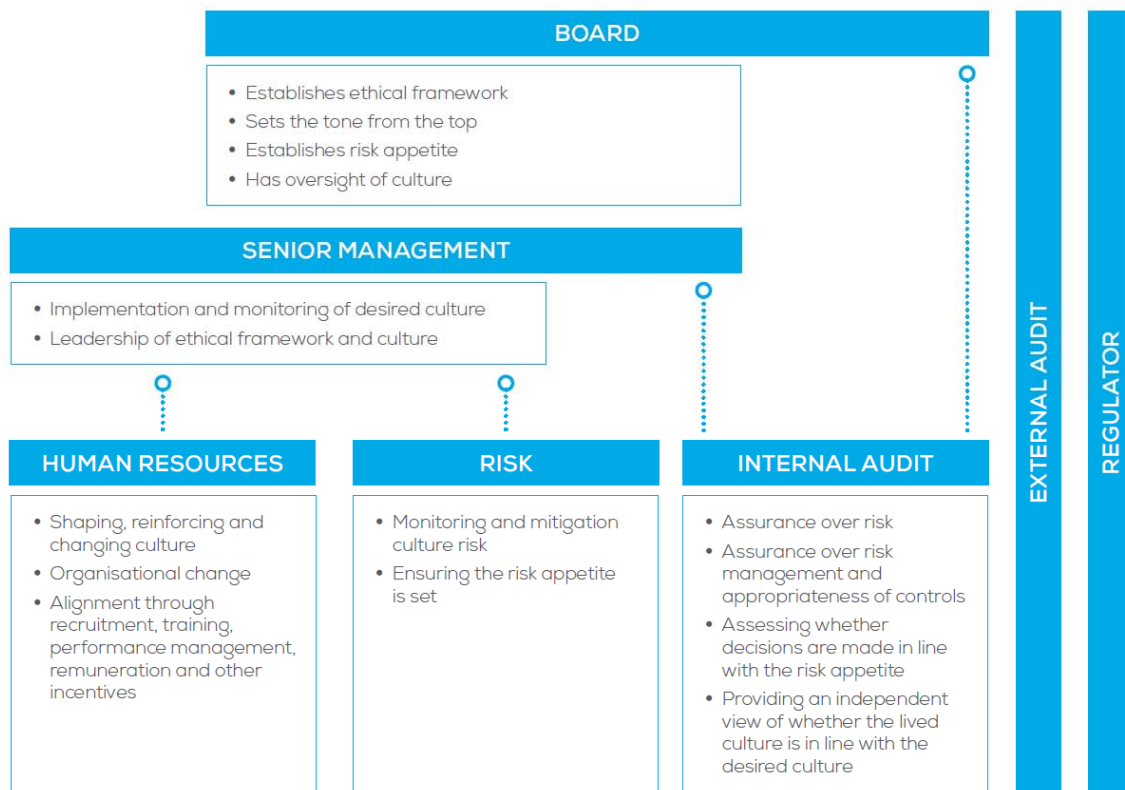 BOARD
• Establishes ethical framework
• Sets the tone from the top
• Establishes risk appetite
• Has oversight of culture
SENIOR MANAGEMENT
• Implementation and monitoring of desired culture
• Leadership of ethical framework and culture
HUMAN RESOURCES
• Shaping, reinforcing and
changing culture
• Organisational change
• Alignment through
recruitment, training,
performance management,
remuneration and other
incentives
RISK
• Monitoring and mitigation
culture risk
• Ensuring the risk appetite
is set
INTERNAL AUDIT
• Assurance over risk
• Assurance over risk
management and
appropriateness of controls
• Assessing whether
decisions are made in line
with the risk appetite
• Providing an independent
view of whether the lived
culture is in line with the
desired culture
EXTERNAL AUDIT
REGULATOR